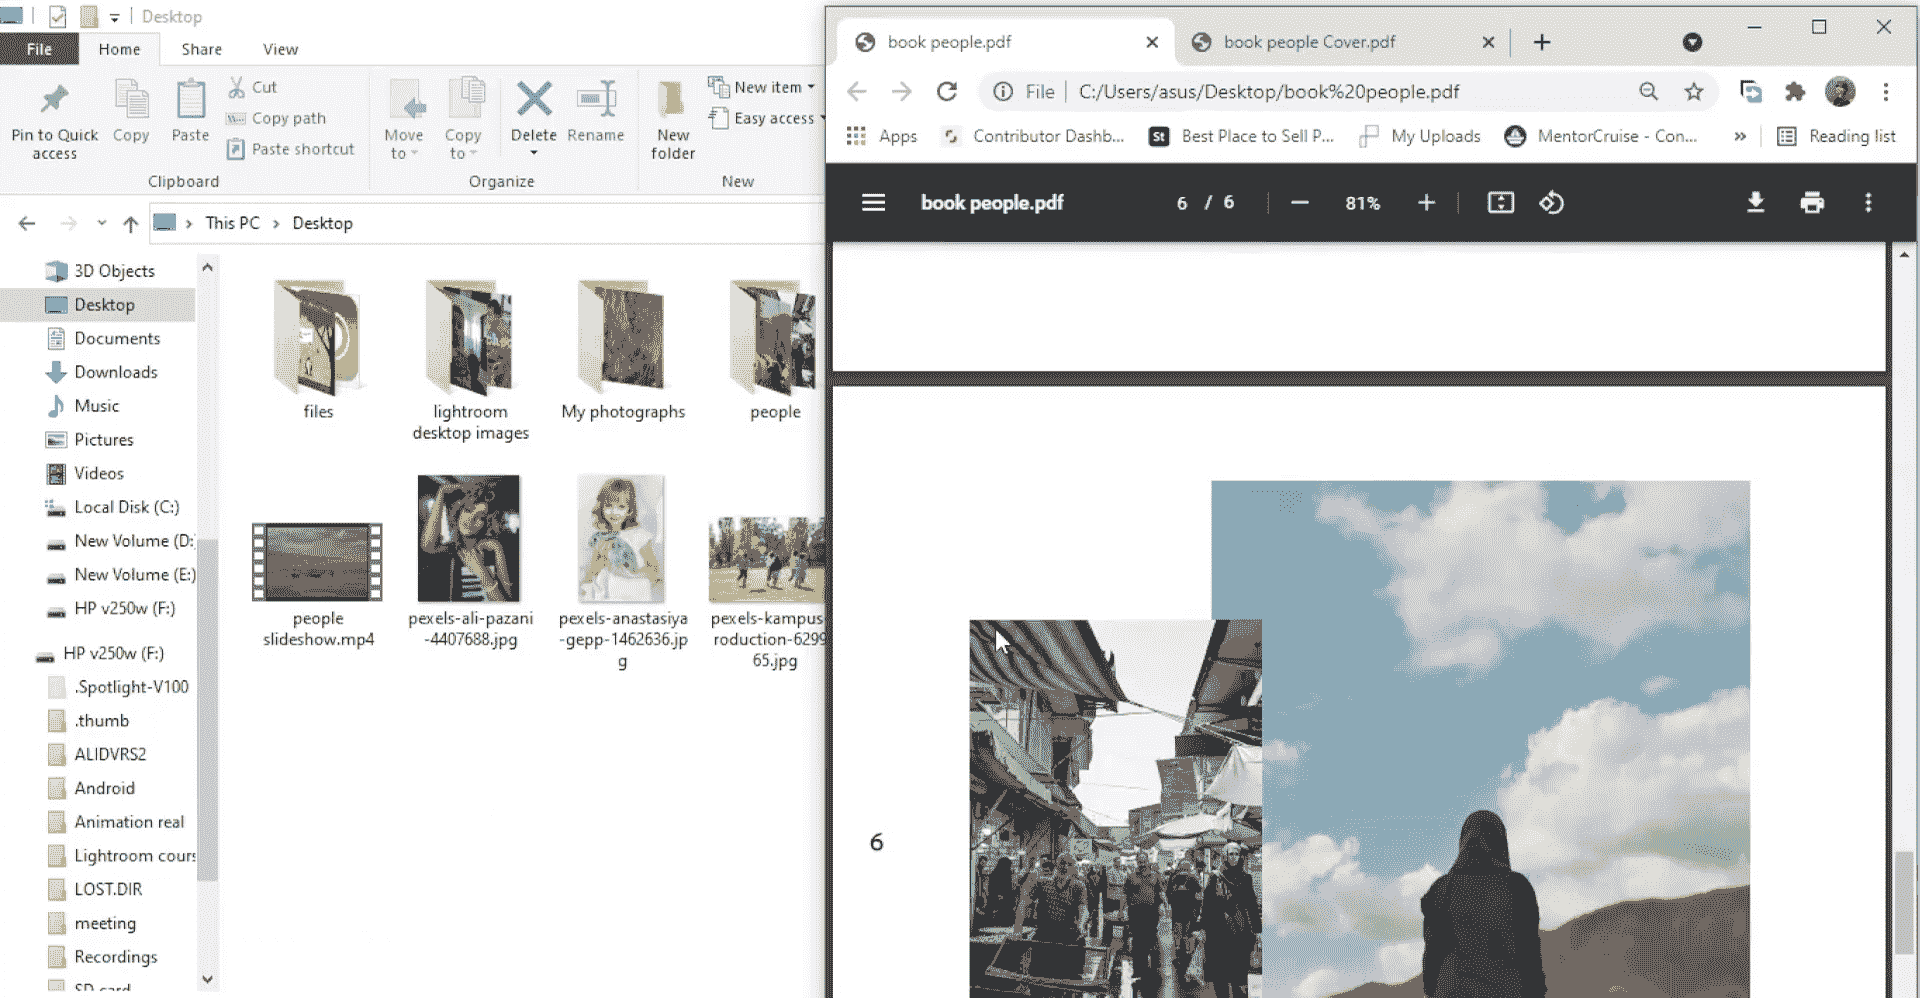 Desktop
File Home Share View
Pin to Quick access
Copy
Paste
Cut
Copy path
Paste shortcut
Clipboard
Move to
Copy to
Delete
Rename
Organize
New folder
New item
Easy access
New
This PC > Desktop
3D Objects
Desktop
Documents
Downloads
Music
Pictures
Videos
Local Disk (C:)
New Volume (D:
New Volume (E:)
HP v250w (F:)
HP v250w (F:)
.Spotlight-V100
.thumb
ALIDVRS2
Android
Animation real
Lightroom cours
LOST.DIR
meeting
Recordings
SD card
files
lightroom
desktop images
My photographs
people
people
slideshow.mp4
pexels-ali-pazani
-4407688.jpg
pexels-anastasiya
-gepp-1462636.jp
g
pexels-kampus-
roduction-6299
65.jpg
book people.pdf
book people Cover.pdf
File | C:/Users/asus/Desktop/book%20people.pdf
Apps
Contributor Dashb...
St Best Place to Sell P...
My Uploads
MentorCruise - Con...
»
Reading list
book people.pdf
6 / 6
81%
6